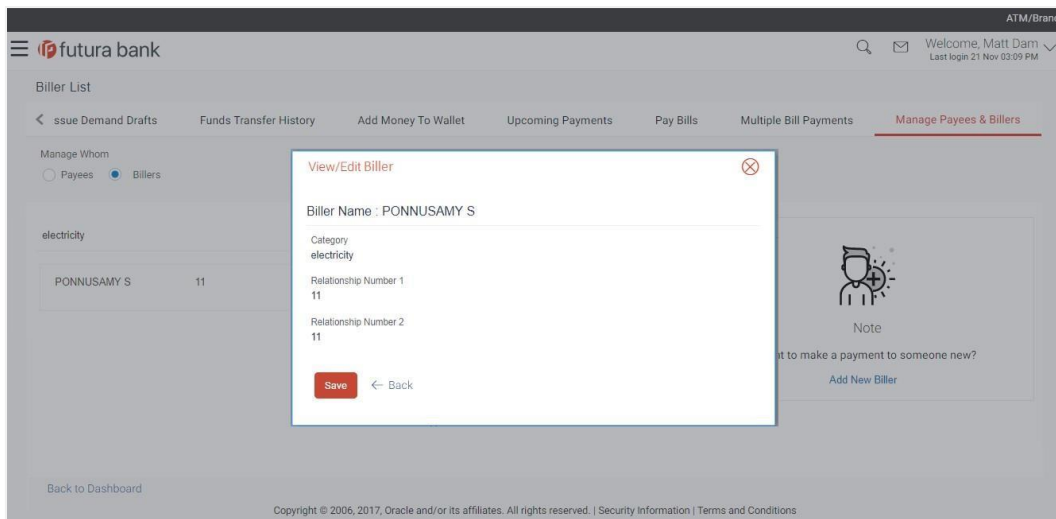 ATM/Bran
futura bank
Welcome, Matt Dam
Last login 21 Nov 03:09 PM
Biller List
ssue Demand Drafts Funds Transfer History Add Money To Wallet Upcoming Payments Pay Bills Multiple Bill Payments Manage Payees & Billers
Manage Whom
Payees Billers
electricity
PONNUSAMY S 11
View/Edit Biller
Biller Name : PONNUSAMY S
Category
electricity
Relationship Number 1
11
Relationship Number 2
11
Save ← Back
Note
nt to make a payment to someone new?
Add New Biller
Back to Dashboard
Copyright © 2006, 2017, Oracle and/or its affiliates. All rights reserved. | Security Information | Terms and Conditions